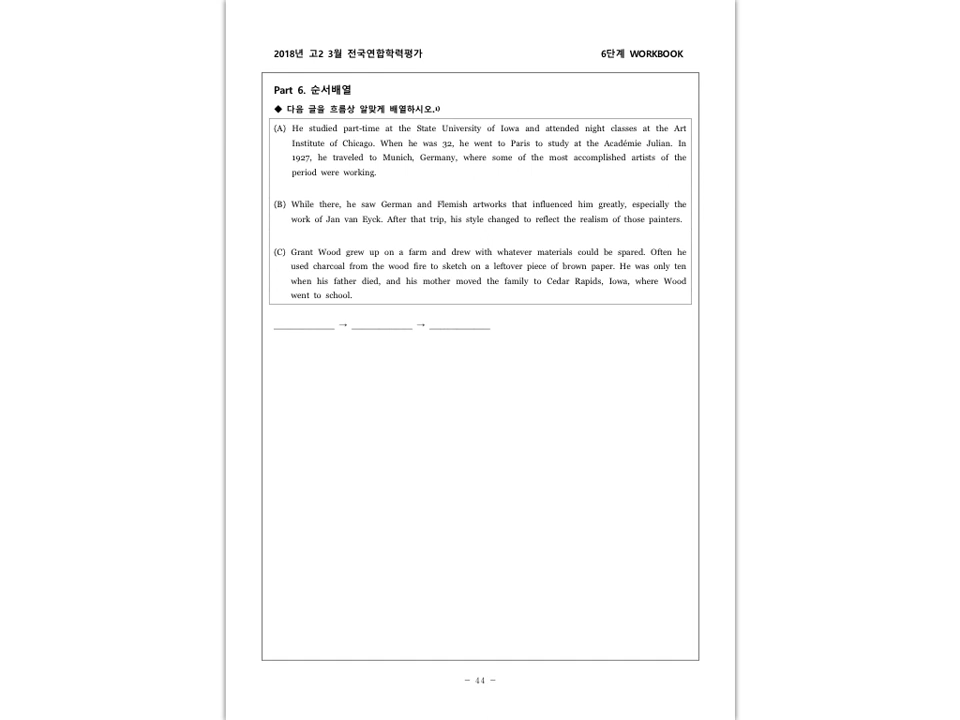 2018년 고2 3월 전국연합학력평가 6단계 WORKBOOK
Part 6. 순서배열
◆ 다음 글을 흐름상 알맞게 배열하시오.1)
(A) He studied part-time at the State University of Iowa and attended night classes at the Art
Institute of Chicago. When he was 32, he went to Paris to study at the Académie Julian. In
1927, he traveled to Munich, Germany, where some of the most accomplished artists of the
period were working.
(B) While there, he saw German and Flemish artworks that influenced him greatly, especially the
work of Jan van Eyck. After that trip, his style changed to reflect the realism of those painters.
(C) Grant Wood grew up on a farm and drew with whatever materials could be spared. Often he
used charcoal from the wood fire to sketch on a leftover piece of brown paper. He was only ten
when his father died, and his mother moved the family to Cedar Rapids, Iowa, where Wood
went to school.
____________ → ____________ → ____________
- 44 -